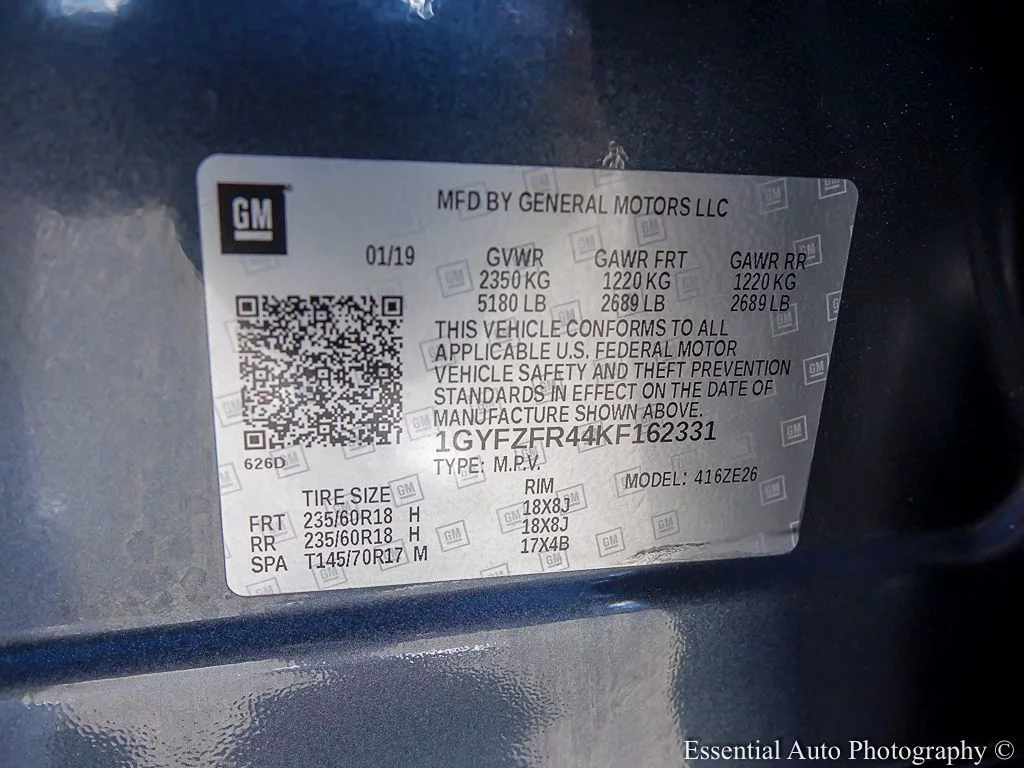 GM
MFD BY GENERAL MOTORS LLC
01/19
GVWR GAWR FRT GAWR RR
2350 KG 1220 KG 1220 KG
5180 LB 2689 LB 2689 LB
THIS VEHICLE CONFORMS TO ALL
APPLICABLE U.S. FEDERAL MOTOR
VEHICLE SAFETY AND THEFT PREVENTION
STANDARDS IN EFFECT ON THE DATE OF
MANUFACTURE SHOWN ABOVE.
1GYFZFR44KF162331
626D
TYPE: M.P.V. MODEL: 416ZE26
TIRE SIZE RIM
FRT 235/60R18 H 18X8J
RR 235/60R18 H 18X8J
SPA T145/70R17 M 17X4B
Essential Auto Photography ©